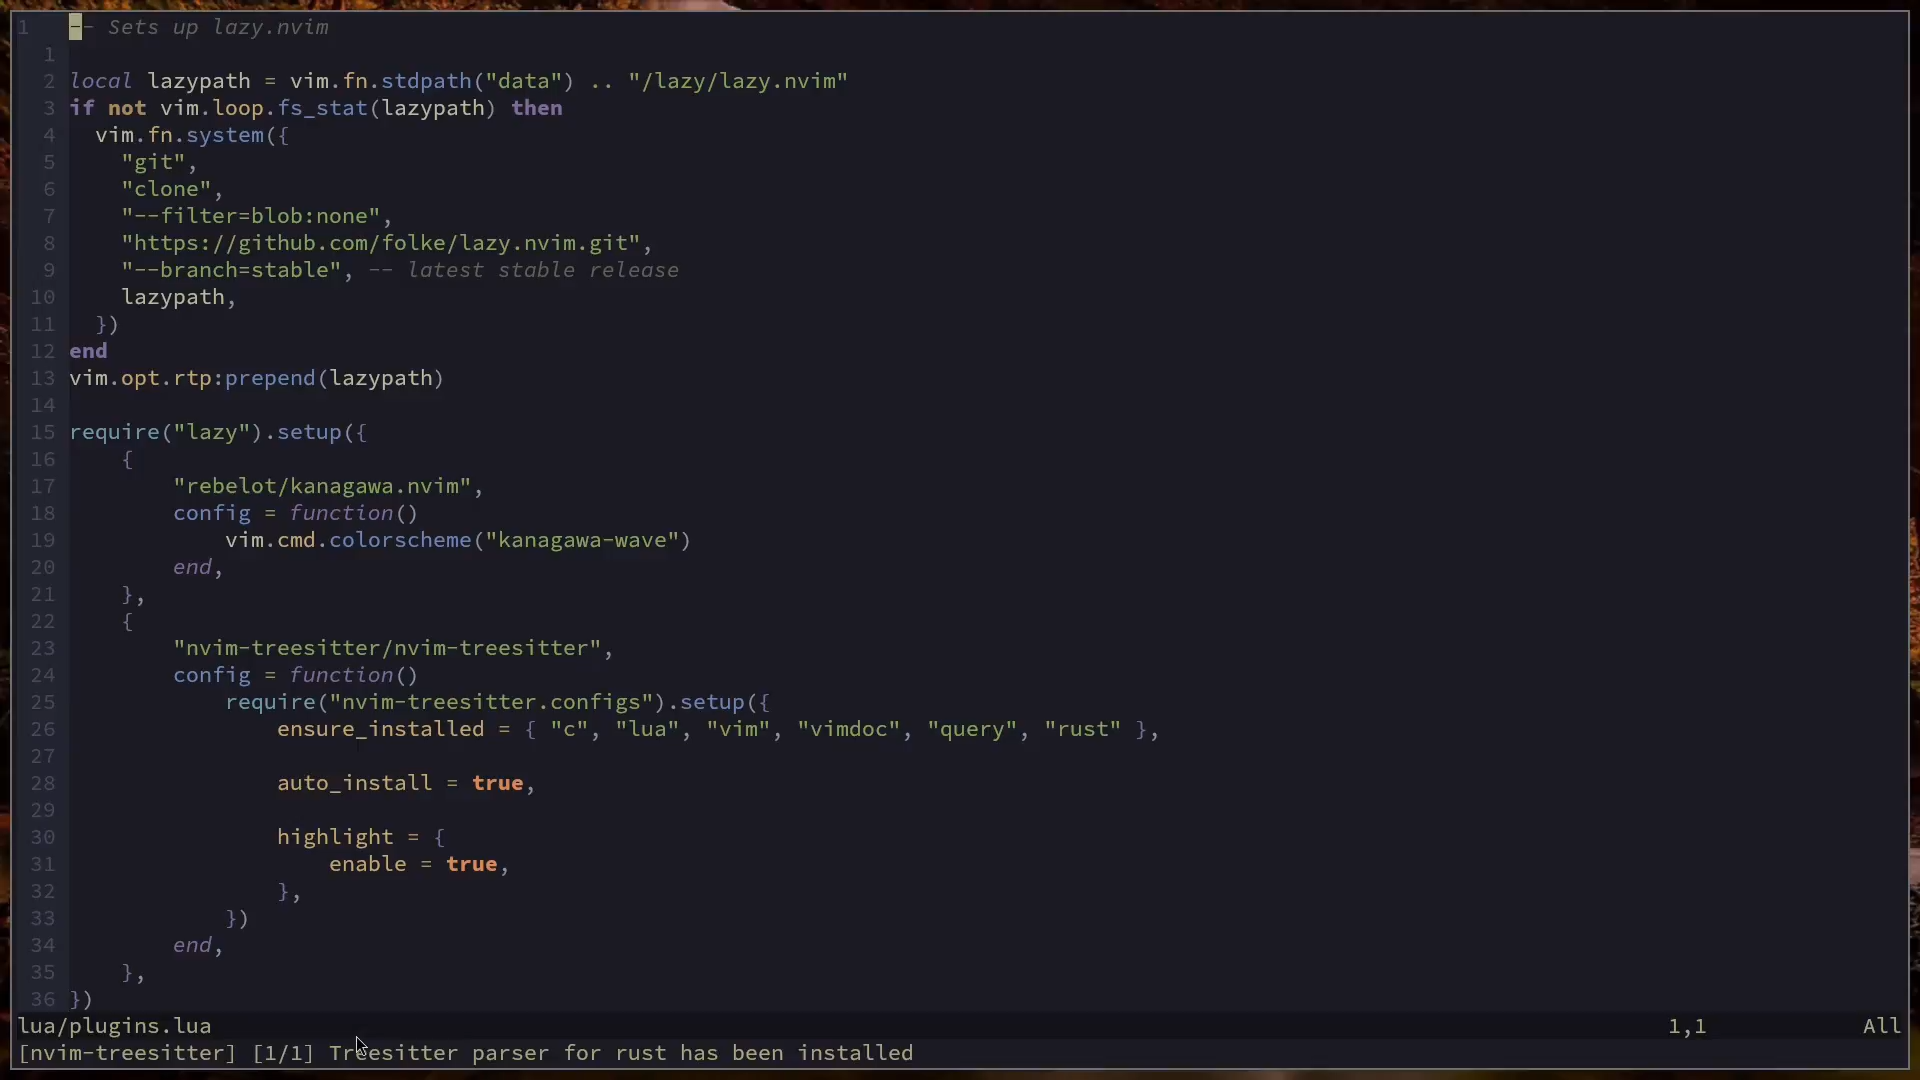 1   -- Sets up lazy.nvim
  1
  2 local lazypath = vim.fn.stdpath("data") .. "/lazy/lazy.nvim"
  3 if not vim.loop.fs_stat(lazypath) then
  4   vim.fn.system({
  5     "git",
  6     "clone",
  7     "--filter=blob:none",
  8     "https://github.com/folke/lazy.nvim.git",
  9     "--branch=stable", -- latest stable release
 10     lazypath,
 11   })
 12 end
 13 vim.opt.rtp:prepend(lazypath)
 14
 15 require("lazy").setup({
 16     {
 17         "rebelot/kanagawa.nvim",
 18         config = function()
 19             vim.cmd.colorscheme("kanagawa-wave")
 20         end,
 21     },
 22     {
 23         "nvim-treesitter/nvim-treesitter",
 24         config = function()
 25             require("nvim-treesitter.configs").setup({
 26                 ensure_installed = { "c", "lua", "vim", "vimdoc", "query", "rust" },
 27
 28                 auto_install = true,
 29
 30                 highlight = {
 31                     enable = true,
 32                 },
 33             })
 34         end,
 35     },
 36 })
lua/plugins.lua 1,1 All
[nvim-treesitter] [1/1] Treesitter parser for rust has been installed